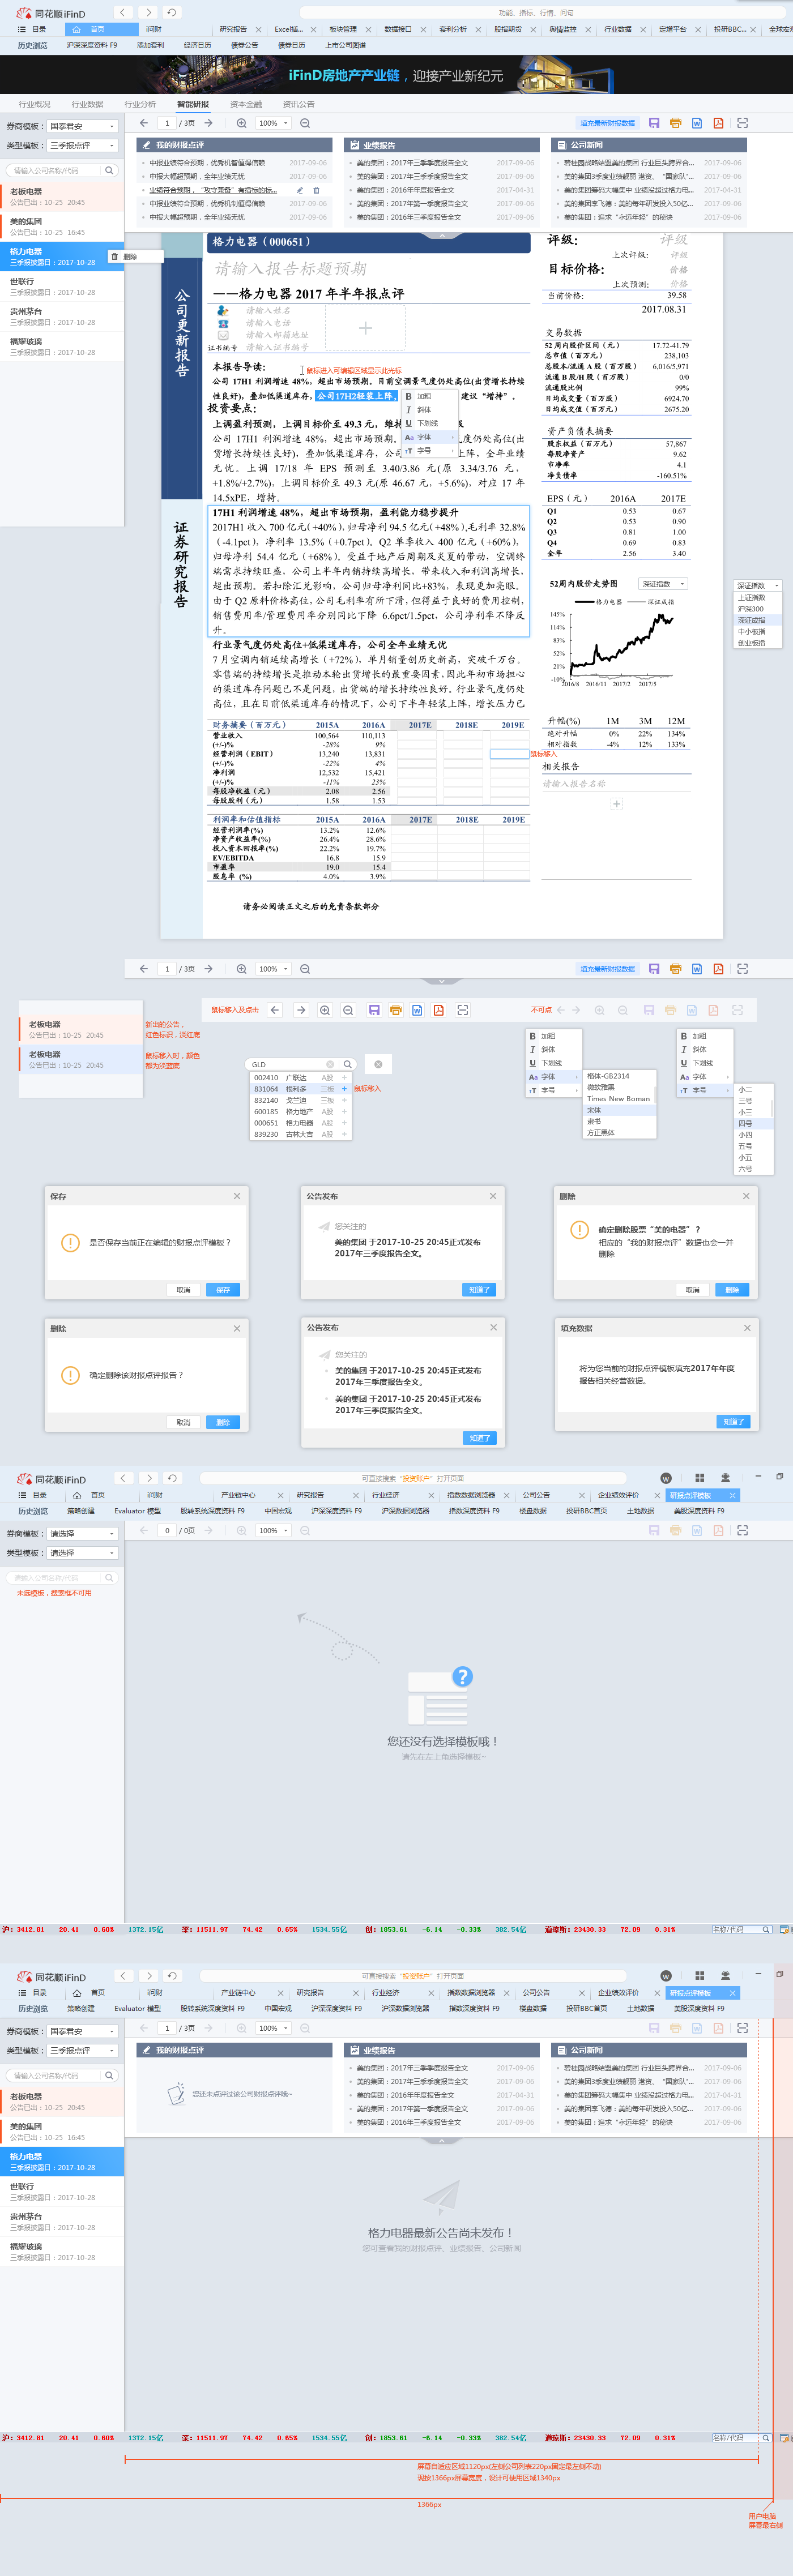 同花顺 iFinD
功能、指标、行情、问句
目录
首页
i问财
研究报告
Excel插...
板块管理
数据接口
赛利分析
股指期货
舆情监控
行业数据
定增平台
投研BBC...
全球宏观
历史浏览
沪深深度资料 F9
添加赛利
经济日历
债券公告
债券日历
上市公司图谱
iFinD房地产产业链，迎接产业新纪元
行业概况
行业数据
行业分析
智能研报
资本金融
资讯公告
券商模板：
国泰君安
类型模板：
三季报点评
请输入公司名称/代码
1 / 3页
100%
填充最新财报数据
老板电器
公告已出：10-25 20:45
美的集团
公告已出：10-25 16:45
格力电器
三季报披露日：2017-10-28
删除
世联行
三季报披露日：2017-10-28
贵州茅台
三季报披露日：2017-10-28
福耀玻璃
三季报披露日：2017-10-28
我的财报点评
中报业绩符合预期，优秀机智值得信赖 2017-09-06
中报大幅超预期，全年业绩无忧 2017-09-06
业绩符合预期，"攻守兼备"有指标的标...
中报业绩符合预期，优秀机制值得信赖 2017-09-06
中报大幅超预期，全年业绩无忧 2017-09-06
业绩报告
美的集团：2017年三季季度报告全文 2017-09-06
美的集团：2017年三季季度报告全文 2017-09-06
美的集团：2016年年度报告全文 2017-04-31
美的集团：2017年第一季度报告全文 2017-09-06
美的集团：2016年三季度报告全文 2017-09-06
公司新闻
碧桂园战略结盟美的集团 行业巨头跨界合... 2017-09-06
美的集团3季度业绩靓丽 港资、"国家队"... 2017-09-06
美的集团筹码大幅集中 业绩没超过格力电... 2017-04-31
美的集团李飞德：美的每年研发投入50亿... 2017-09-06
美的集团：追求"永远年轻"的秘诀 2017-09-06
公司更新报告
证券研究报告
格力电器（000651）
请输入报告标题预期
——格力电器 2017 年半年报点评
请输入姓名
请输入电话
请输入邮箱地址
证书编号 请输入证书编号
本报告导读：
鼠标进入可编辑区域显示此光标
公司 17H1 利润增速 48%，超出市场预期。目前空调景气度仍处高位(出货增长持续
性良好)，叠加低渠道库存，公司17H2轻装上阵，
建议"增持"。
加粗
斜体
下划线
字体
字号
投资要点：
上调盈利预测，上调目标价至 49.3 元，维持
公司 17H1 利润增速 48%，超出市场预期，
度仍处高位(出
货增长持续性良好)，叠加低渠道库存，公
上阵，全年业绩
无忧。上调 17/18 年 EPS 预测至 3.40/3.86 元(原 3.34/3.76 元，
+1.8%/+2.7%)，上调目标价至 49.3 元(原 46.67 元，+5.6%)，对应 17 年
14.5xPE，增持。
17H1 利润增速 48%，超出市场预期，盈利能力稳步提升
2017H1 收入 700 亿元(+40%),归母净利 94.5 亿元(+48%),毛利率 32.8%
(-4.1pct)，净利率 13.5%（+0.7pct)。Q2 单季收入 400 亿元（+60%)，
归母净利 54.4 亿元（+68%)。受益于地产后周期及炎夏的带动，空调终
端需求持续旺盛，公司上半年内销持续高增长，带来收入和利润高增长，
超出预期。若扣除汇兑影响，公司归母净利同比+83%，表现更加亮眼。
由于 Q2 原料价格高位，公司毛利率有所下滑,但得益于良好的费用控制,
销售费用率/管理费用率分别同比下降 6.6pct/1.5pct，公司净利率不降反
升。
行业景气度仍处高位+低渠道库存，公司全年业绩无忧
7 月空调内销延续高增长（+72%)，单月销量创历史新高，突破千万台。
零售端的持续高增长是推动本轮出货增长的最重要因素。因此年初市场担心
的渠道库存问题已不是问题，出货端的增长持续性良好。行业景气度仍处
高位，且在目前低渠道库存的情况下，公司下半年轻装上阵，增长压力已
评级： 评级
上次评级： 评级
目标价格： 价格
上次预测： 价格
当前价格： 39.58
2017.08.31
交易数据
52 周内股价区间（元） 17.72-41.79
总市值（百万元） 238,103
总股本/流通 A 股（百万股） 6,016/5,971
流通 B 股/H 股（百万股） 0/0
流通股比例 99%
日均成交量（百万股） 6924.70
日均成交值（百万元） 2675.20
资产负债表摘要
股东权益（百万元） 57,867
每股净资产 9.62
市净率 4.1
净负债率 -160.51%
EPS（元） 2016A 2017E
Q1 0.53 0.67
Q2 0.53 0.90
Q3 0.81 1.00
Q4 0.69 0.83
全年 2.56 3.40
52周内股价走势图
深证指数
格力电器 深证成指
145%
114%
83%
52%
21%
-10%
2016/8 2016/11 2017/2 2017/5
深证指数
上证指数
沪深300
深证成指
中小板指
创业板指
升幅(%) 1M 3M 12M
绝对升幅 0% 22% 134%
相对指数 -4% 12% 133%
相关报告
请输入报告名称
财务摘要（百万元） 2015A 2016A 2017E 2018E 2019E
营业收入 100,564 110,113
(+/-)% -28% 9%
经营利润（EBIT） 13,240 13,831
鼠标移入
(+/-)% -22% 4%
净利润 12,532 15,421
(+/-)% -11% 23%
每股净收益（元） 2.08 2.56
每股股利（元） 1.58 1.53
利润率和估值指标 2015A 2016A 2017E 2018E 2019E
经营利润率(%) 13.2% 12.6%
净资产收益率(%) 26.4% 28.6%
投入资本回报率(%) 22.2% 19.7%
EV/EBITDA 16.8 15.9
市盈率 19.0 15.4
股息率（%） 4.0% 3.9%
请务必阅读正文之后的免责条款部分
1 / 3页
100%
填充最新财报数据
老板电器
公告已出：10-25 20:45
新出的公告，
红色标识，淡红底
老板电器
公告已出：10-25 20:45
鼠标移入时，颜色
都为淡蓝底
鼠标移入及点击
不可点
GLD
002410 广联达 A股
831064 模利多 三板
鼠标移入
832140 戈兰迪 三板
600185 格力地产 A股
000651 格力电器 A股
839230 古林大吉 A股
加粗
斜体
下划线
字体
字号
楷体-GB2314
微软雅黑
Times New Boman
宋体
隶书
方正黑体
加粗
斜体
下划线
字体
字号
小二
三号
小三
四号
小四
五号
小五
六号
保存
是否保存当前正在编辑的财报点评模板？
取消
保存
公告发布
您关注的
美的集团 于2017-10-25 20:45正式发布
2017年三季度报告全文。
知道了
删除
确定删除股票"美的电器"？
相应的"我的财报点评"数据也会一并
删除
取消
删除
删除
确定删除该财报点评报告？
取消
删除
公告发布
您关注的
美的集团 于2017-10-25 20:45正式发布
2017年三季度报告全文。
美的集团 于2017-10-25 20:45正式发布
2017年三季度报告全文。
知道了
填充数据
将为您当前的财报点评模板填充2017年年度
报告相关经营数据。
知道了
同花顺 iFinD
可直接搜索"投资账户"打开页面
目录
首页
i问财
产业链中心
研究报告
行业经济
指数数据浏览器
公司公告
企业绩效评价
研报点评模板
历史浏览
策略创建
Evaluator 模型
股转系统深度资料 F9
中国宏观
沪深深度资料 F9
沪深数据浏览器
指数深度资料 F9
楼盘数据
投研BBC首页
土地数据
美股深度资料 F9
券商模板：
请选择
类型模板：
请选择
请输入公司名称/代码
未选模板，搜索框不可用
0 / 0页
100%
您还没有选择模板哦！
请先在左上角选择模板~
沪: 3412.81 20.41 0.60% 1372.15亿 深: 11511.97 74.42 0.65% 1534.55亿 创: 1853.61 -6.14 -0.33% 382.54亿 道琼斯: 23430.33 72.09 0.31%
名称/代码
同花顺 iFinD
可直接搜索"投资账户"打开页面
目录
首页
i问财
产业链中心
研究报告
行业经济
指数数据浏览器
公司公告
企业绩效评价
研报点评模板
历史浏览
策略创建
Evaluator 模型
股转系统深度资料 F9
中国宏观
沪深深度资料 F9
沪深数据浏览器
指数深度资料 F9
楼盘数据
投研BBC首页
土地数据
美股深度资料 F9
券商模板：
国泰君安
类型模板：
三季报点评
请输入公司名称/代码
1 / 3页
100%
老板电器
公告已出：10-25 20:45
美的集团
公告已出：10-25 16:45
格力电器
三季报披露日：2017-10-28
世联行
三季报披露日：2017-10-28
贵州茅台
三季报披露日：2017-10-28
福耀玻璃
三季报披露日：2017-10-28
我的财报点评
您还未点评过该公司财报点评哦~
业绩报告
美的集团：2017年三季季度报告全文 2017-09-06
美的集团：2017年三季季度报告全文 2017-09-06
美的集团：2016年年度报告全文 2017-04-31
美的集团：2017年第一季度报告全文 2017-09-06
美的集团：2016年三季度报告全文 2017-09-06
公司新闻
碧桂园战略结盟美的集团 行业巨头跨界合... 2017-09-06
美的集团3季度业绩靓丽 港资、"国家队"... 2017-09-06
美的集团筹码大幅集中 业绩没超过格力电... 2017-04-31
美的集团李飞德：美的每年研发投入50亿... 2017-09-06
美的集团：追求"永远年轻"的秘诀 2017-09-06
格力电器最新公告尚未发布！
您可查看我的财报点评、业绩报告、公司新闻
沪: 3412.81 20.41 0.60% 1372.15亿 深: 11511.97 74.42 0.65% 1534.55亿 创: 1853.61 -6.14 -0.33% 382.54亿 道琼斯: 23430.33 72.09 0.31%
名称/代码
屏幕自适应区域1120px(左侧公司列表220px固定最左侧不动)
现按1366px屏幕宽度，设计可使用区域1340px
1366px
用户电脑
屏幕最右侧